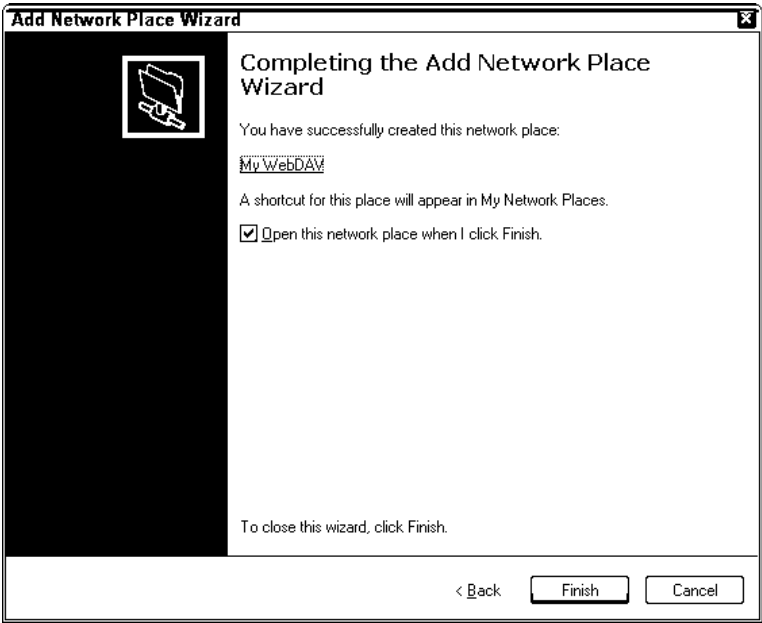 Add Network Place Wizard
Completing the Add Network Place
Wizard
You have successfully created this network place:
My WebDAV
A shortcut for this place will appear in My Network Places.
Open this network place when I click Finish.
To close this wizard, click Finish.
< Back Finish Cancel